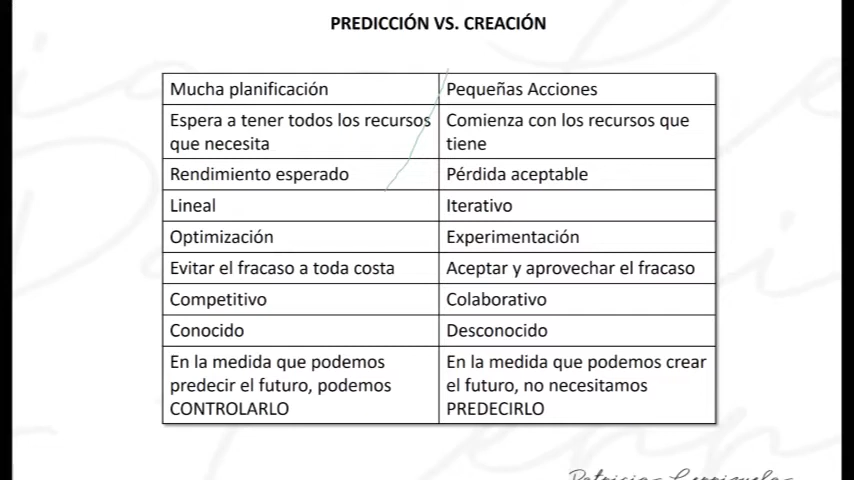 PREDICCIÓN VS. CREACIÓN
Mucha planificación
Pequeñas Acciones
Espera a tener todos los recursos
que necesita
Comienza con los recursos que
tiene
Rendimiento esperado
Pérdida aceptable
Lineal
Iterativo
Optimización
Experimentación
Evitar el fracaso a toda costa
Aceptar y aprovechar el fracaso
Competitivo
Colaborativo
Conocido
Desconocido
En la medida que podemos
predecir el futuro, podemos
CONTROLARLO
En la medida que podemos crear
el futuro, no necesitamos
PREDECIRLO
Patricia